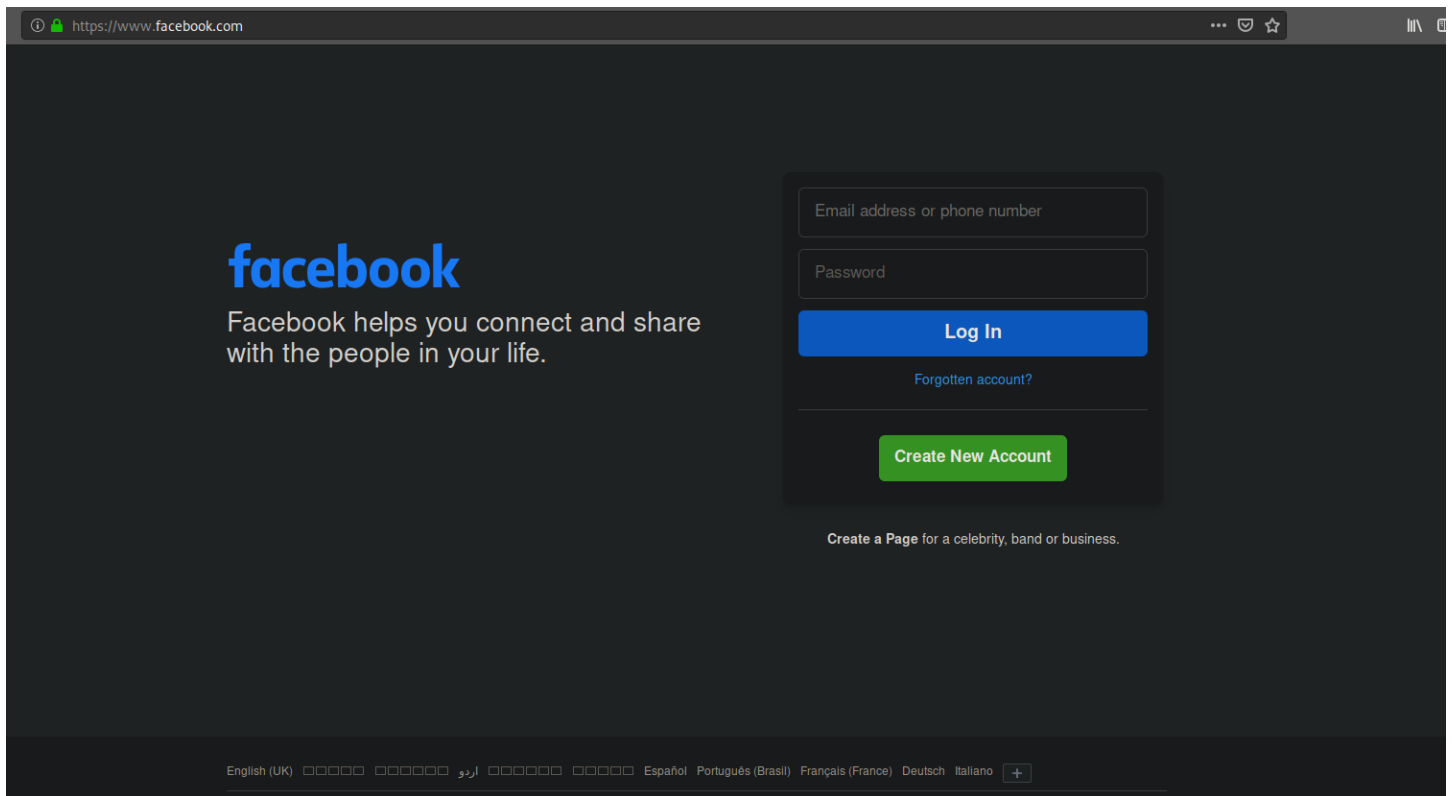 https://www.facebook.com
facebook
Facebook helps you connect and share
with the people in your life.
Email address or phone number
Password
Log In
Forgotten account?
Create New Account
Create a Page for a celebrity, band or business.
English (UK) اردو Español Português (Brasil) Français (France) Deutsch Italiano +